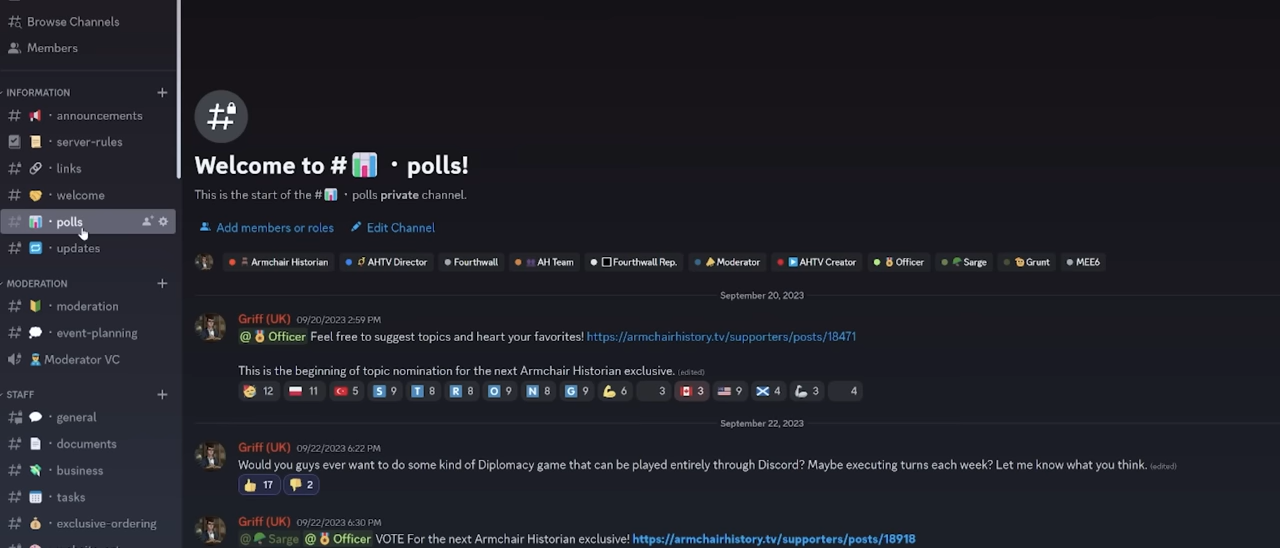 Browse Channels
Members
INFORMATION
announcements
server-rules
links
welcome
polls
updates
MODERATION
moderation
event-planning
Moderator VC
STAFF
general
documents
business
tasks
exclusive-ordering
Welcome to # · polls!
This is the start of the # · polls private channel.
Add members or roles Edit Channel
Armchair Historian AHTV Director Fourthwall AH Team Fourthwall Rep. Moderator AHTV Creator Officer Sarge Grunt MEE6
September 20, 2023
Griff (UK) 09/20/2023 2:59 PM
@ Officer Feel free to suggest topics and heart your favorites! https://armchairhistory.tv/supporters/posts/18471
This is the beginning of topic nomination for the next Armchair Historian exclusive. (edited)
12 11 5 S 9 T 8 R 8 O 9 N 8 G 9 6 3 3 9 4 3 4
September 22, 2023
Griff (UK) 09/22/2023 6:22 PM
Would you guys ever want to do some kind of Diplomacy game that can be played entirely through Discord? Maybe executing turns each week? Let me know what you think. (edited)
17 2
Griff (UK) 09/22/2023 6:30 PM
@ Sarge @ Officer VOTE For the next Armchair Historian exclusive! https://armchairhistory.tv/supporters/posts/18918